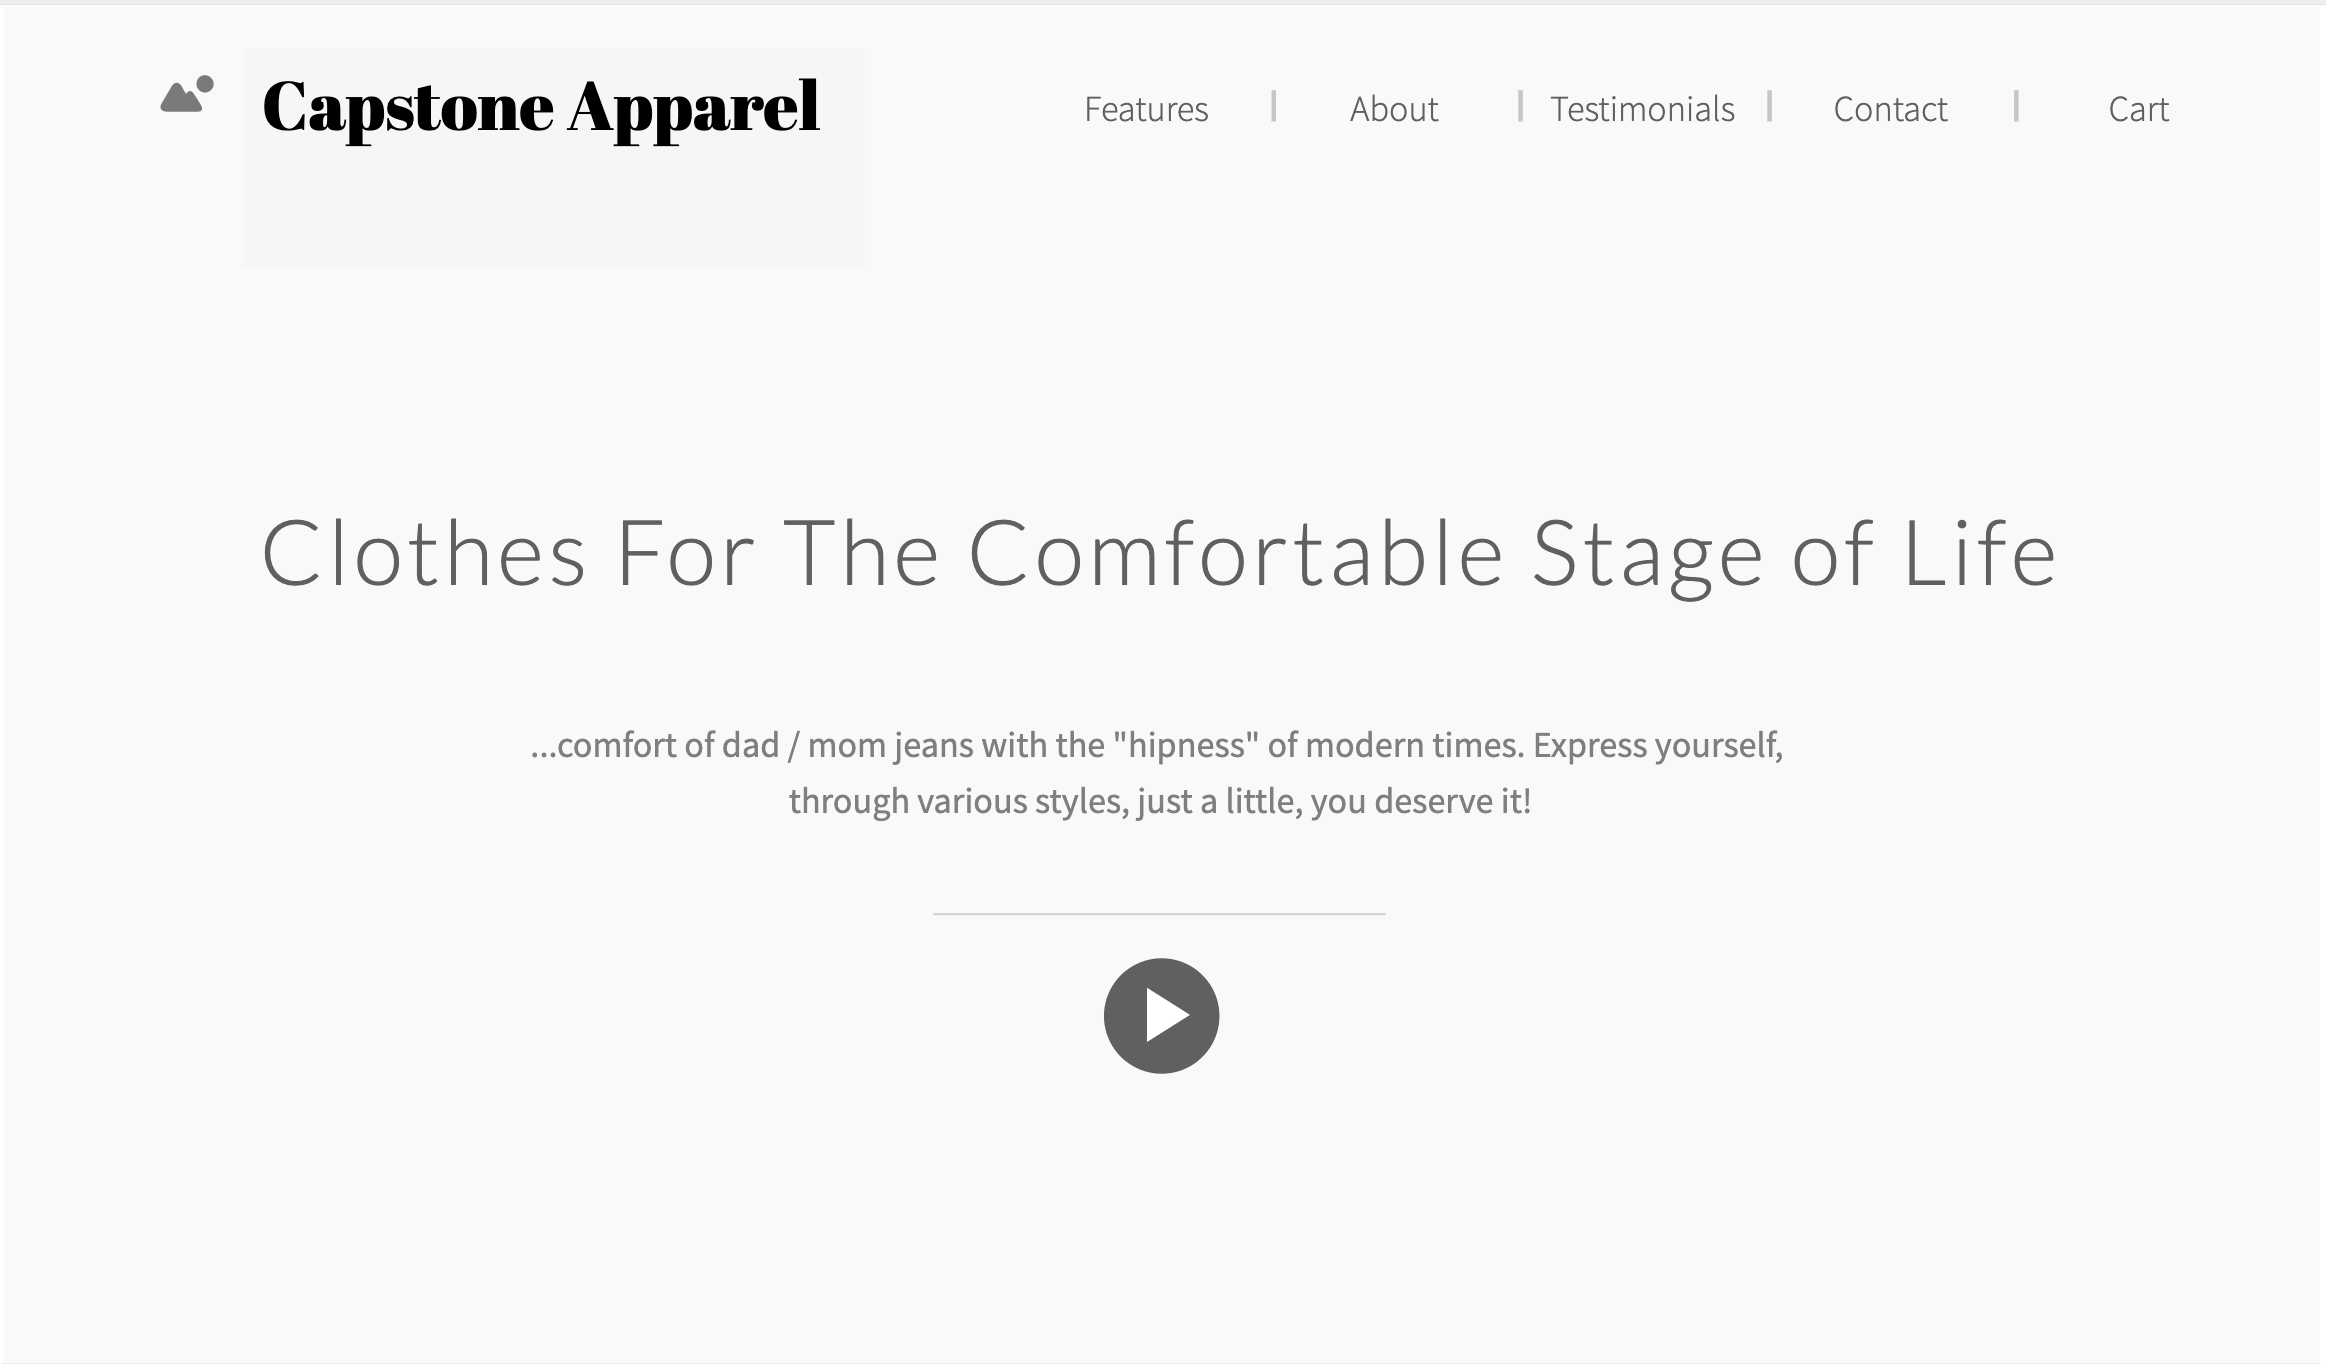 Capstone Apparel
Features | About | Testimonials | Contact | Cart
Clothes For The Comfortable Stage of Life
...comfort of dad / mom jeans with the "hipness" of modern times. Express yourself,
through various styles, just a little, you deserve it!